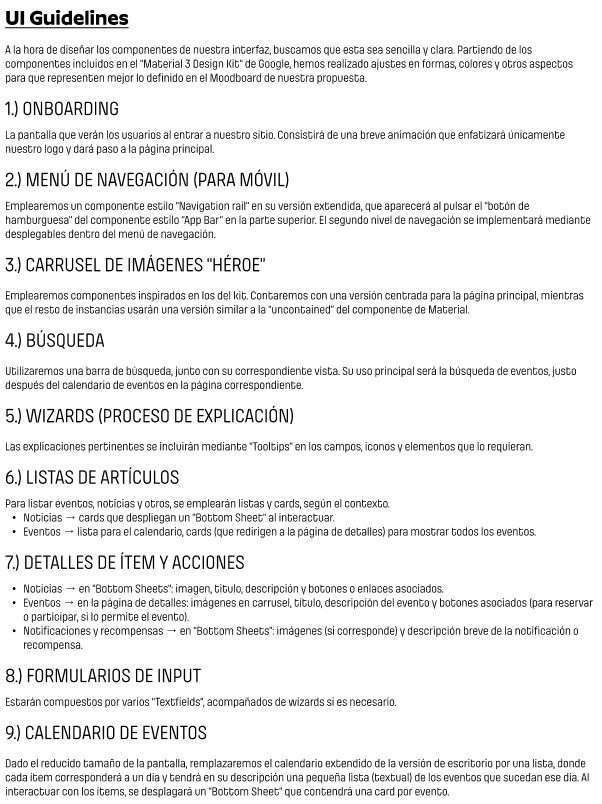 UI Guidelines
A la hora de diseñar los componentes de nuestra interfaz, buscamos que esta sea sencilla y clara. Partiendo de los
componentes incluidos en el "Material 3 Design Kit" de Google, hemos realizado ajustes en formas, colores y otros aspectos
para que representen mejor lo definido en el Moodboard de nuestra propuesta.
1.) ONBOARDING
La pantalla que verán los usuarios al entrar a nuestro sitio. Consistirá de una breve animación que enfatizará únicamente
nuestro logo y dará paso a la página principal.
2.) MENÚ DE NAVEGACIÓN (PARA MÓVIL)
Emplearemos un componente estilo "Navigation rail" en su versión extendida, que aparecerá al pulsar el "botón de
hamburguesa" del componente estilo "App Bar" en la parte superior. El segundo nivel de navegación se implementará mediante
desplegables dentro del menú de navegación.
3.) CARRUSEL DE IMÁGENES "HÉROE"
Emplearemos componentes inspirados en los del kit. Contaremos con una versión centrada para la página principal, mientras
que el resto de instancias usarán una versión similar a la "uncontained" del componente de Material.
4.) BÚSQUEDA
Utilizaremos una barra de búsqueda, junto con su correspondiente vista. Su uso principal será la búsqueda de eventos, justo
después del calendario de eventos en la página correspondiente.
5.) WIZARDS (PROCESO DE EXPLICACIÓN)
Las explicaciones pertinentes se incluirán mediante "Tooltips" en los campos, iconos y elementos que lo requieran.
6.) LISTAS DE ARTÍCULOS
Para listar eventos, noticias y otros, se emplearán listas y cards, según el contexto.
• Noticias → cards que despliegan un "Bottom Sheet" al interactuar.
• Eventos → lista para el calendario, cards (que redirigen a la página de detalles) para mostrar todos los eventos.
7.) DETALLES DE ÍTEM Y ACCIONES
• Noticias → en "Bottom Sheets": imagen, título, descripción y botones o enlaces asociados.
• Eventos → en la página de detalles: imágenes en carrusel, título, descripción del evento y botones asociados (para reservar
o participar, si lo permite el evento).
• Notificaciones y recompensas → en "Bottom Sheets": imágenes (si corresponde) y descripción breve de la notificación o
recompensa.
8.) FORMULARIOS DE INPUT
Estarán compuestos por varios "Textfields", acompañados de wizards si es necesario.
9.) CALENDARIO DE EVENTOS
Dado el reducido tamaño de la pantalla, remplazaremos el calendario extendido de la versión de escritorio por una lista, donde
cada ítem corresponderá a un día y tendrá en su descripción una pequeña lista (textual) de los eventos que sucedan ese día. Al
interactuar con los ítems, se desplagará un "Bottom Sheet" que contendrá una card por evento.